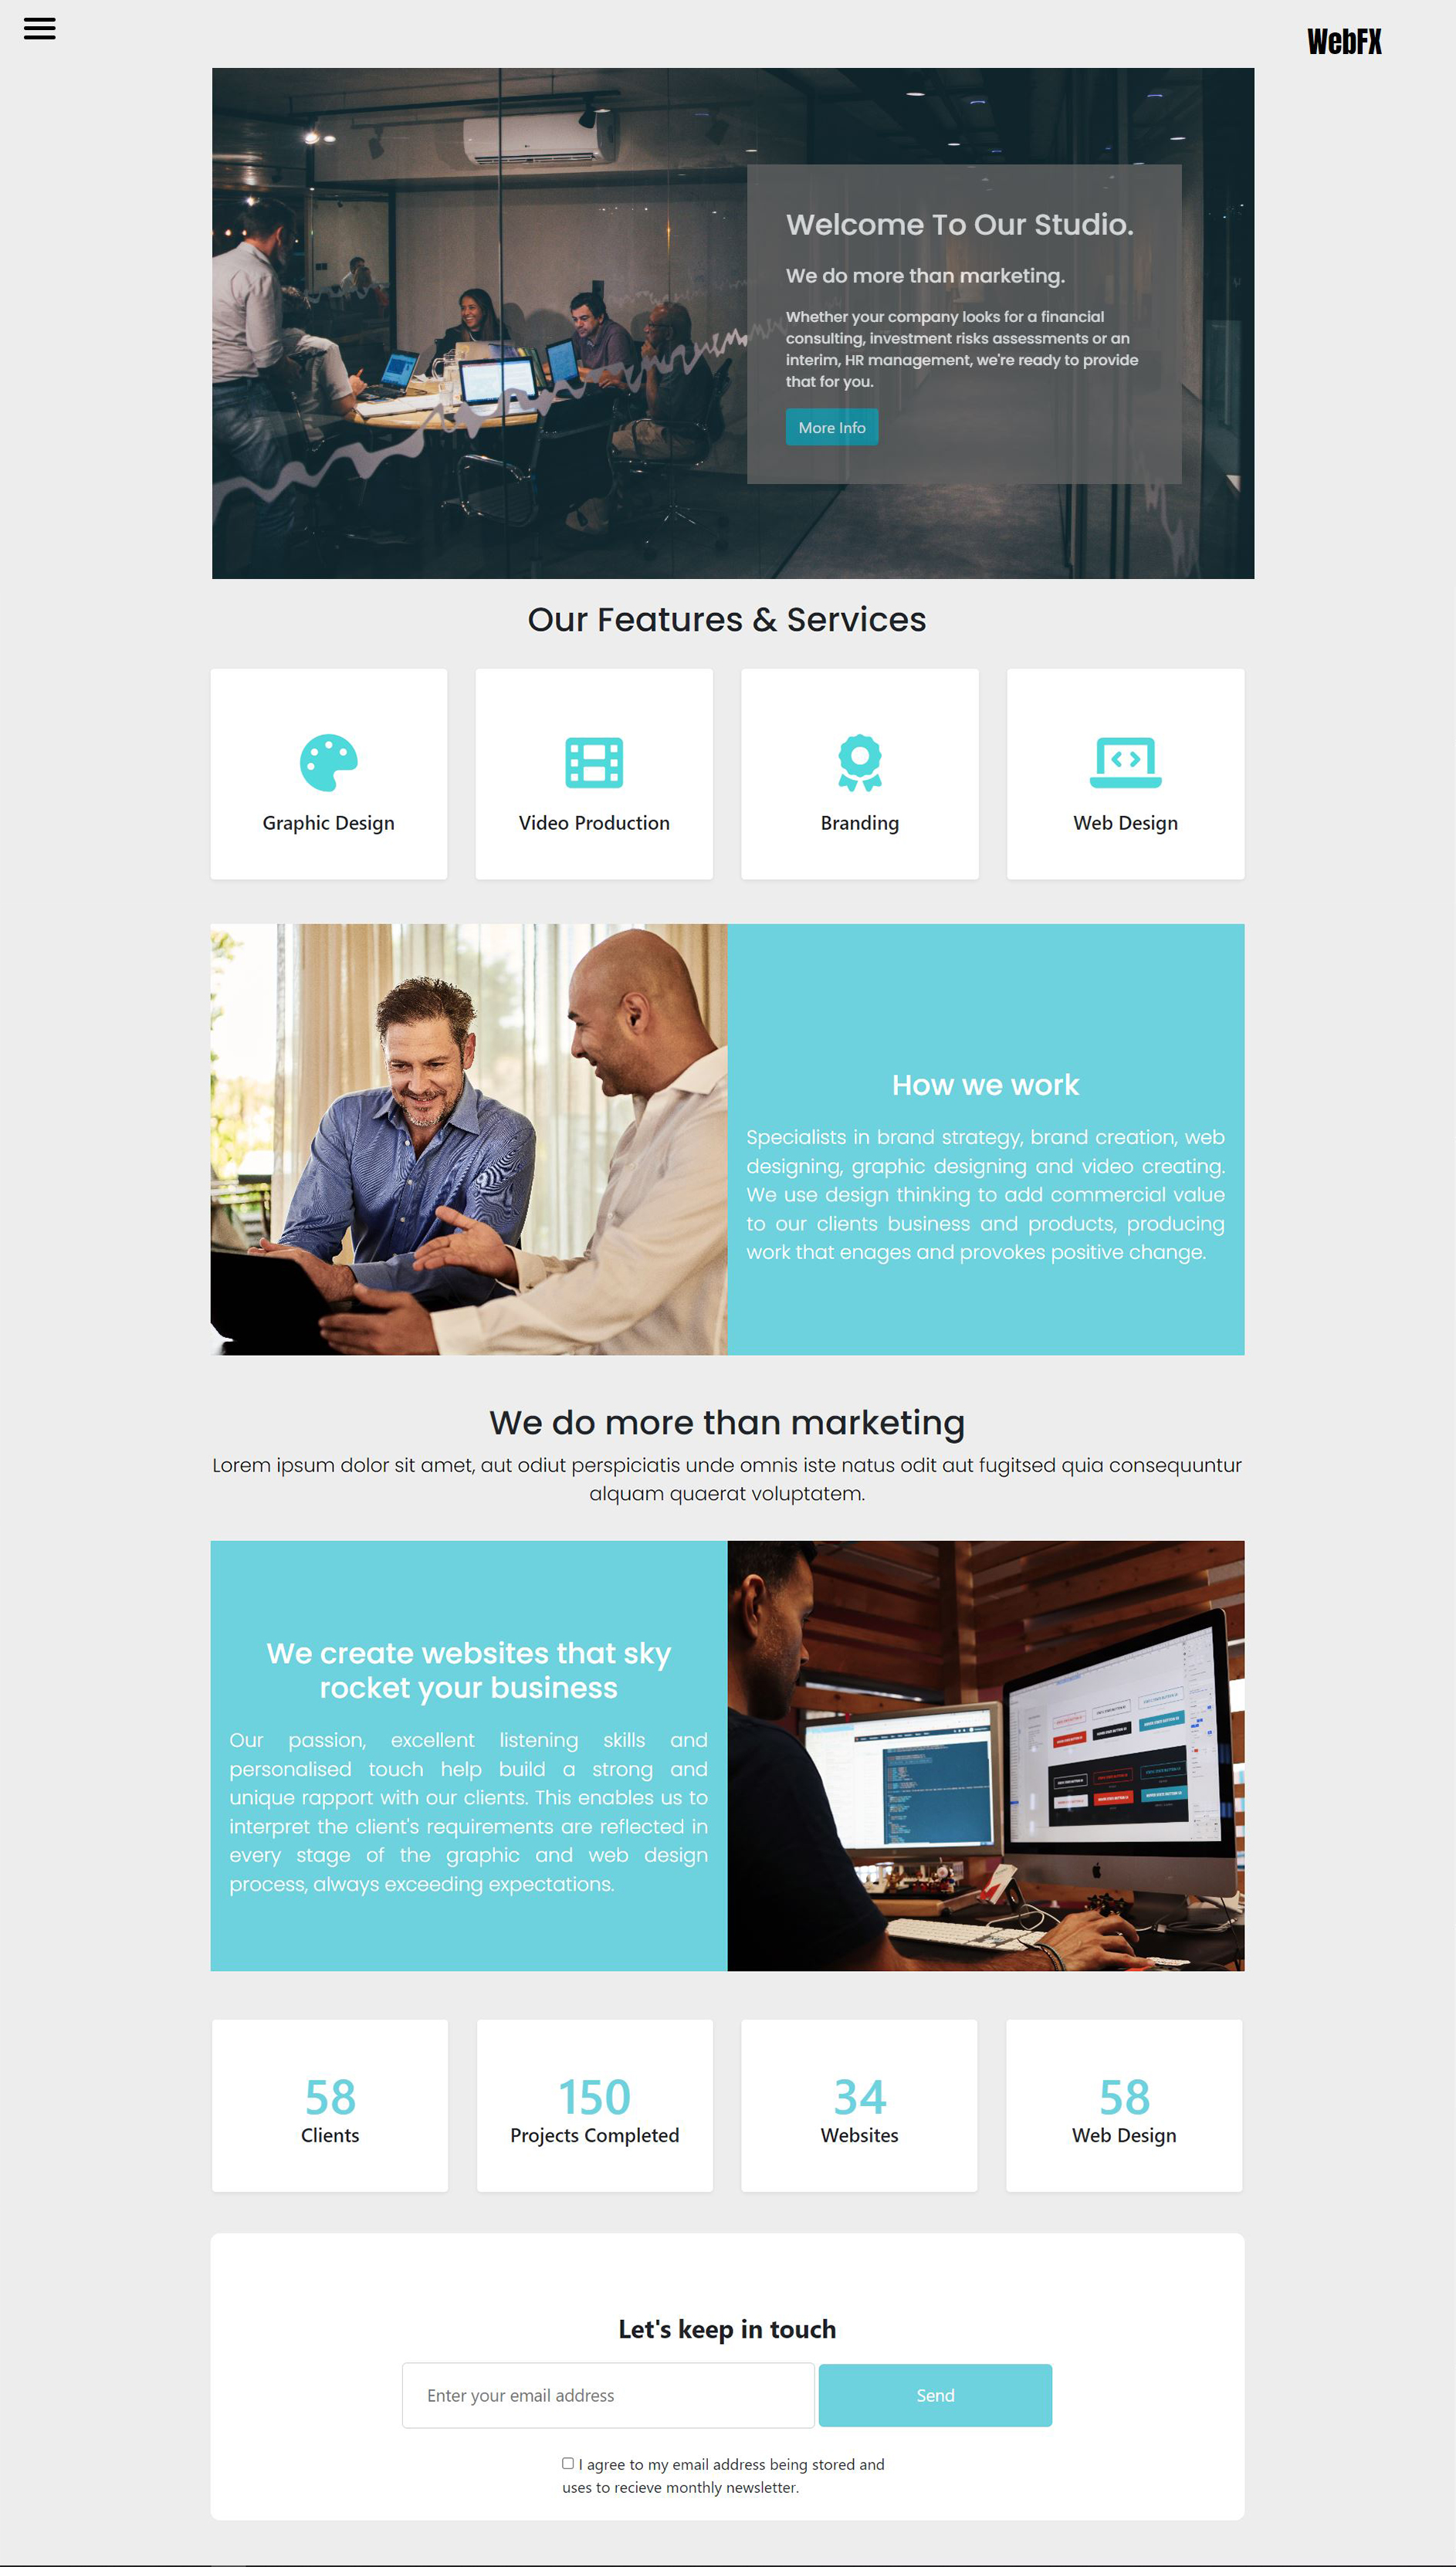 WebFX
Welcome To Our Studio.
We do more than marketing.
Whether your company looks for a financial
consulting, investment risks assessments or an
interim, HR management, we're ready to provide
that for you.
More Info
Our Features & Services
Graphic Design
Video Production
Branding
Web Design
How we work
Specialists in brand strategy, brand creation, web
designing, graphic designing and video creating.
We use design thinking to add commercial value
to our clients business and products, producing
work that enages and provokes positive change.
We do more than marketing
Lorem ipsum dolor sit amet, aut odiut perspiciatis unde omnis iste natus odit aut fugitsed quia consequuntur
alquam quaerat voluptatem.
We create websites that sky
rocket your business
Our passion, excellent listening skills and
personalised touch help build a strong and
unique rapport with our clients. This enables us to
interpret the client's requirements are reflected in
every stage of the graphic and web design
process, always exceeding expectations.
58
Clients
150
Projects Completed
34
Websites
58
Web Design
Let's keep in touch
Enter your email address
Send
I agree to my email address being stored and
uses to recieve monthly newsletter.